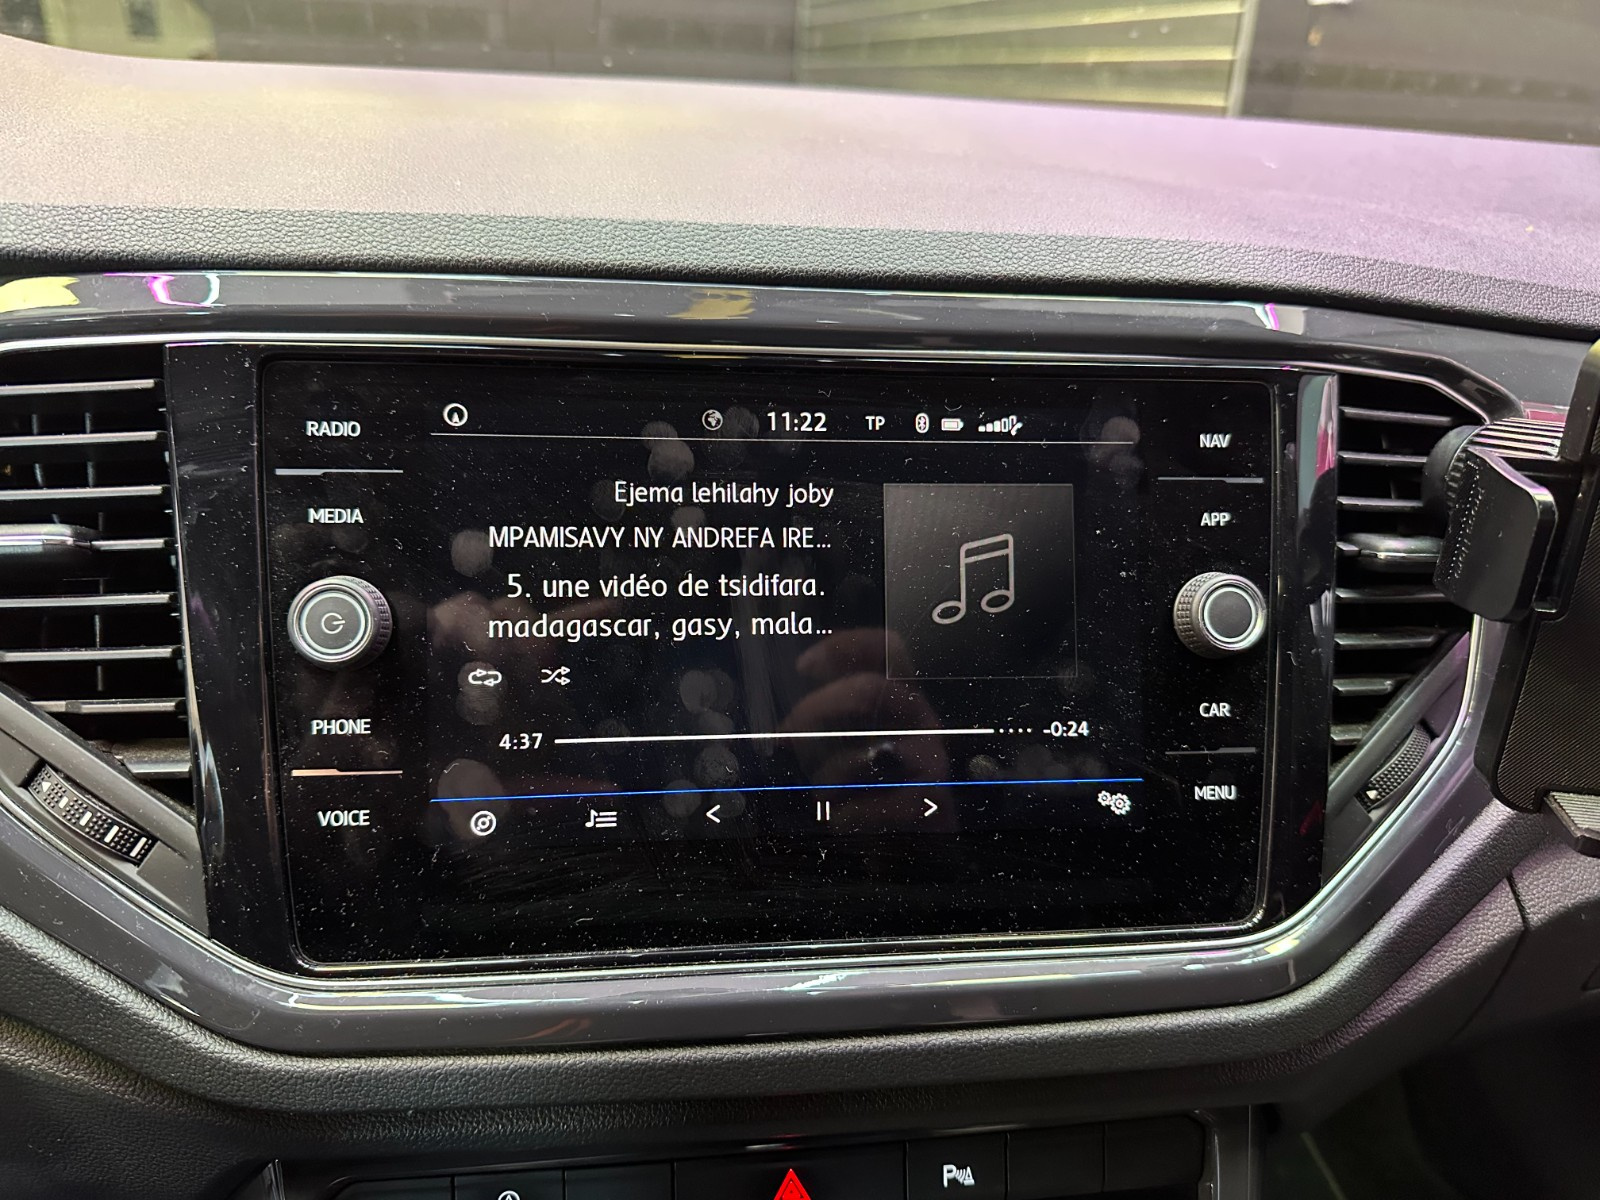 RADIO
MEDIA
PHONE
VOICE
11:22
TP
Ejema lehilahy joby
MPAMISAVY NY ANDREFA IRE...
5. une vidéo de tsidifara.
madagascar, gasy, mala...
4:37
-0:24
NAV
APP
CAR
MENU
P